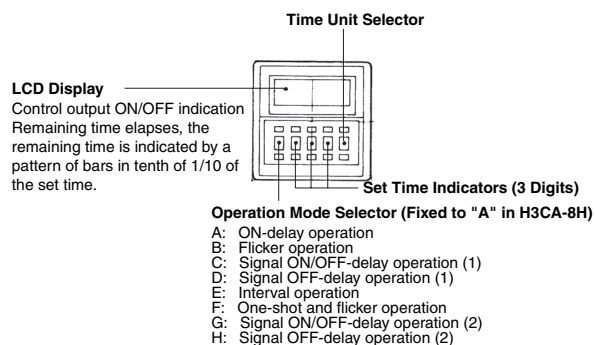 Time Unit Selector
LCD Display
Control output ON/OFF indication
Remaining time elapses, the
remaining time is indicated by a
pattern of bars in tenth of 1/10 of
the set time.
Set Time Indicators (3 Digits)
Operation Mode Selector (Fixed to "A" in H3CA-8H)
A: ON-delay operation
B: Flicker operation
C: Signal ON/OFF-delay operation (1)
D: Signal OFF-delay operation (1)
E: Interval operation
F: One-shot and flicker operation
G: Signal ON/OFF-delay operation (2)
H: Signal OFF-delay operation (2)